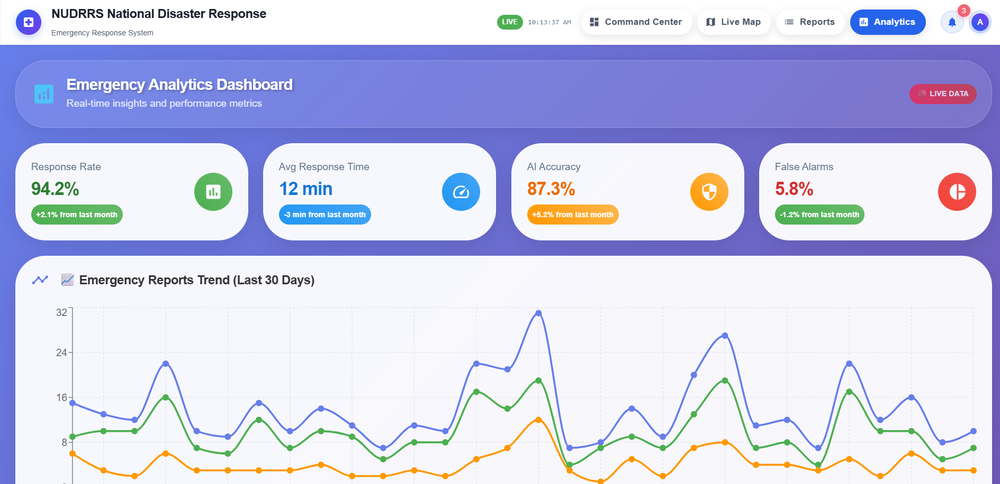 NUDRRS National Disaster Response
Emergency Response System
LIVE
10:13:37 AM
Command Center
Live Map
Reports
Analytics
3
A
Emergency Analytics Dashboard
Real-time insights and performance metrics
LIVE DATA
Response Rate
94.2%
+2.1% from last month
Avg Response Time
12 min
-3 min from last month
AI Accuracy
87.3%
+5.2% from last month
False Alarms
5.8%
-1.2% from last month
Emergency Reports Trend (Last 30 Days)
32
24
16
8